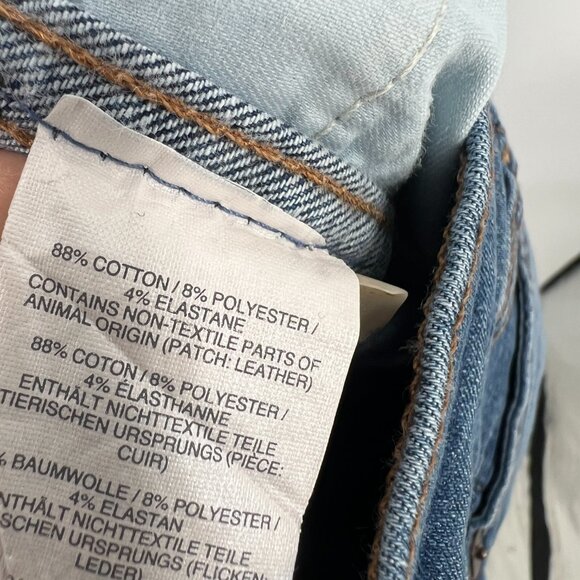 88% COTTON / 8% POLYESTER /
4% ELASTANE
CONTAINS NON-TEXTILE PARTS OF
ANIMAL ORIGIN (PATCH: LEATHER)
88% COTON / 8% POLYESTER /
4% ÉLASTHANNE
ENTHÄLT NICHTTEXTILE TEILE
TIERISCHEN URSPRUNGS (PIECE:
CUIR)
% BAUMWOLLE / 8% POLYESTER /
4% ELASTAN
ENTHÄLT NICHTTEXTILE TEILE
URSPRUNGS (FLICKEN: